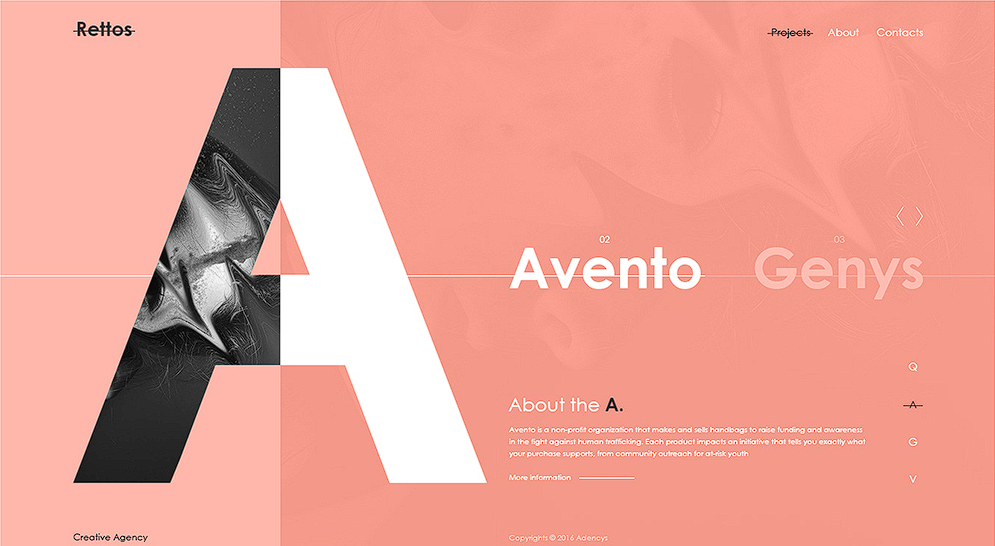 Rettos
Projects About Contacts
A
02
03
Avento Genys
Q
About the A.
A
Avento is a non-profit organization that makes and sells handbags to raise funding and awareness
in the fight against human trafficking. Each product impacts an initiative that tells you exactly what
your purchase supports, from community outreach for at-risk youth
G
More information
V
Creative Agency
Copyrights © 2016 Adencys